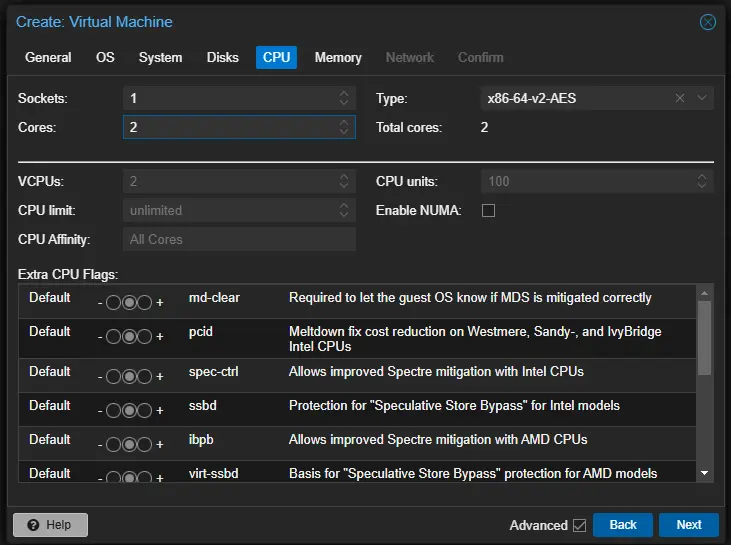 Create: Virtual Machine
General OS System Disks CPU Memory Network Confirm
Sockets: 1 Type: x86-64-v2-AES
Cores: 2 Total cores: 2
VCPUs: 2 CPU units: 100
CPU limit: unlimited Enable NUMA:
CPU Affinity: All Cores
Extra CPU Flags:
Default - + md-clear Required to let the guest OS know if MDS is mitigated correctly
Default - + pcid Meltdown fix cost reduction on Westmere, Sandy-, and IvyBridge
Intel CPUs
Default - + spec-ctrl Allows improved Spectre mitigation with Intel CPUs
Default - + ssbd Protection for "Speculative Store Bypass" for Intel models
Default - + ibpb Allows improved Spectre mitigation with AMD CPUs
Default - + virt-ssbd Basis for "Speculative Store Bypass" protection for AMD models
? Help Advanced Back Next